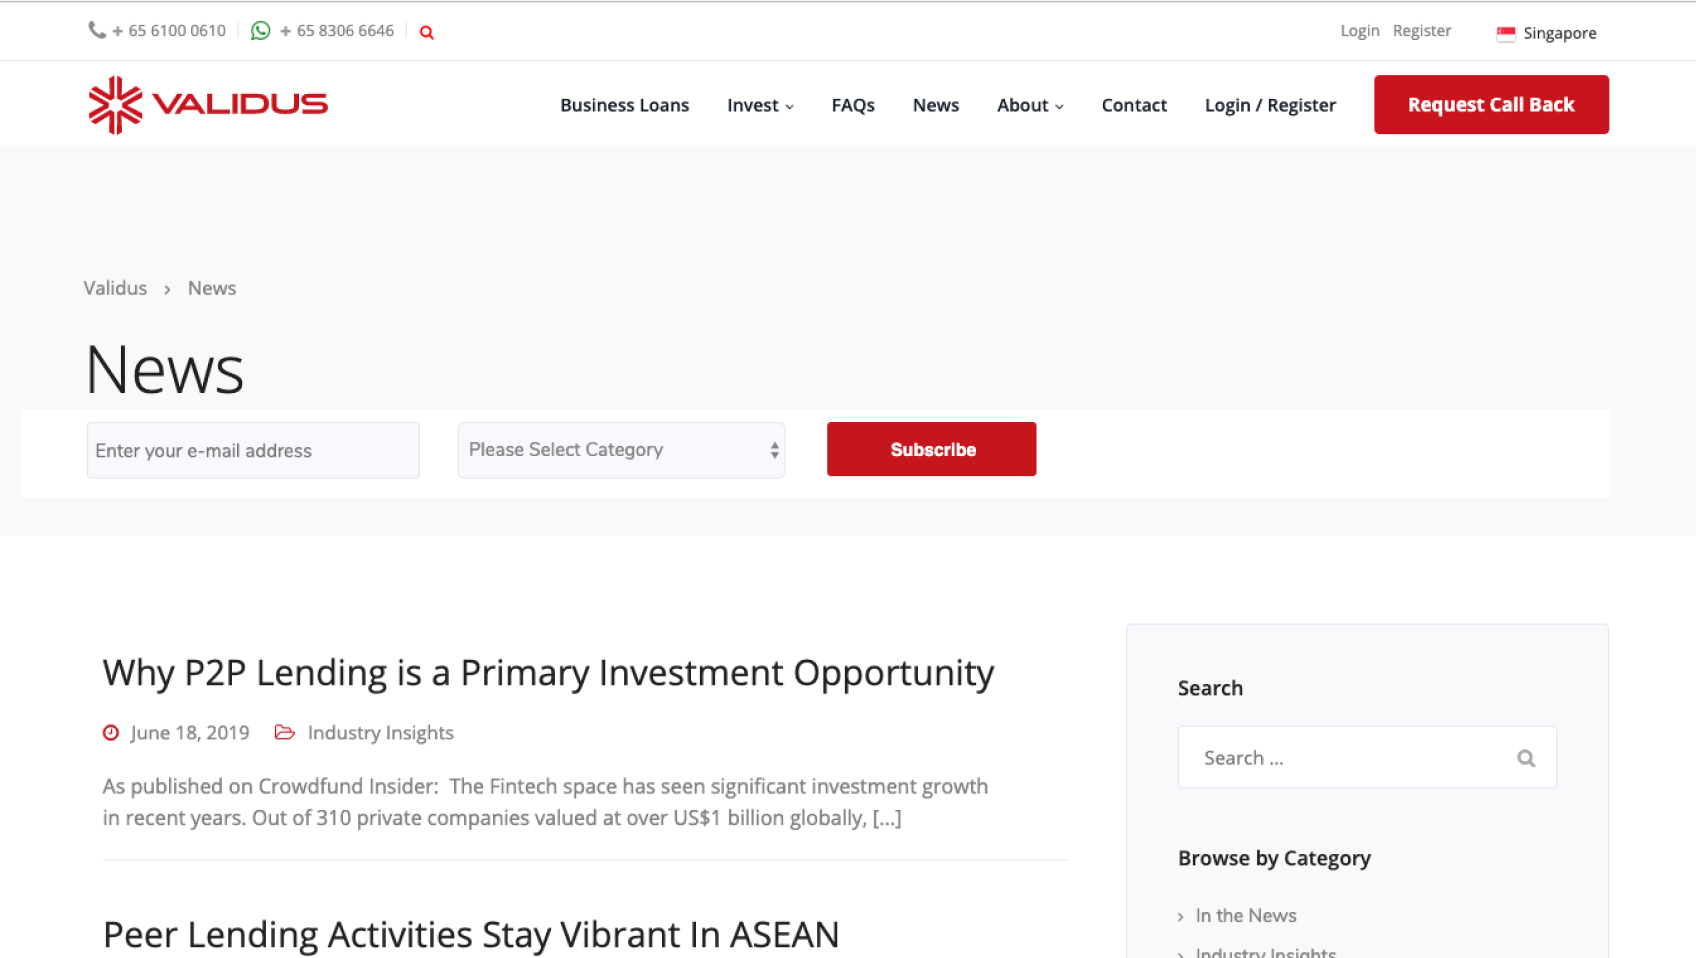 + 65 6100 0610
+ 65 8306 6646
Login Register
Singapore
VALIDUS
Business Loans Invest FAQs News About Contact Login / Register Request Call Back
Validus > News
News
Enter your e-mail address Please Select Category Subscribe
Why P2P Lending is a Primary Investment Opportunity
June 18, 2019 Industry Insights
As published on Crowdfund Insider: The Fintech space has seen significant investment growth
in recent years. Out of 310 private companies valued at over US$1 billion globally, [...]
Peer Lending Activities Stay Vibrant In ASEAN
Search
Search ...
Browse by Category
> In the News
> Industry Insights